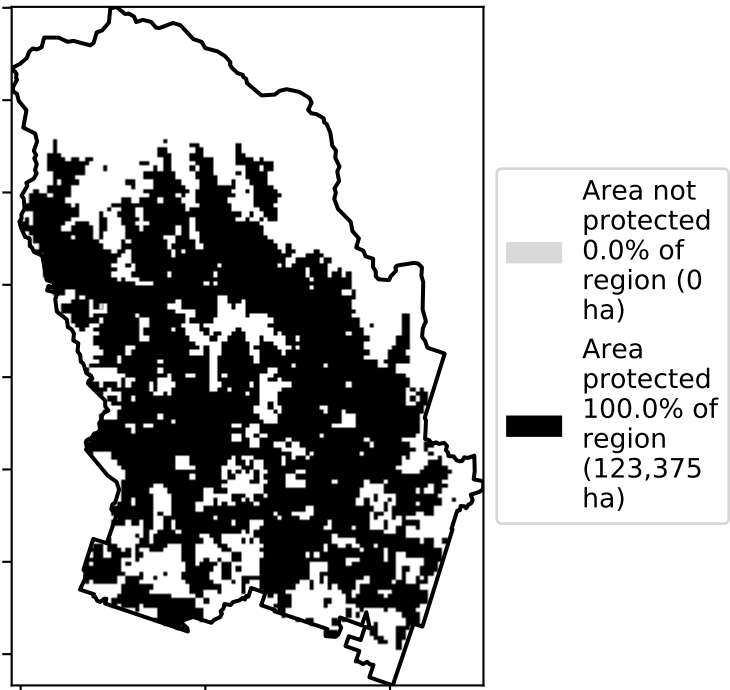 Area not
protected
0.0% of
region (0
ha)
Area
protected
100.0% of
region
(123,375
ha)